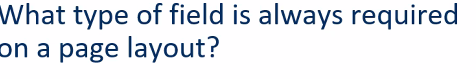 What type of field is always required
on a page layout?